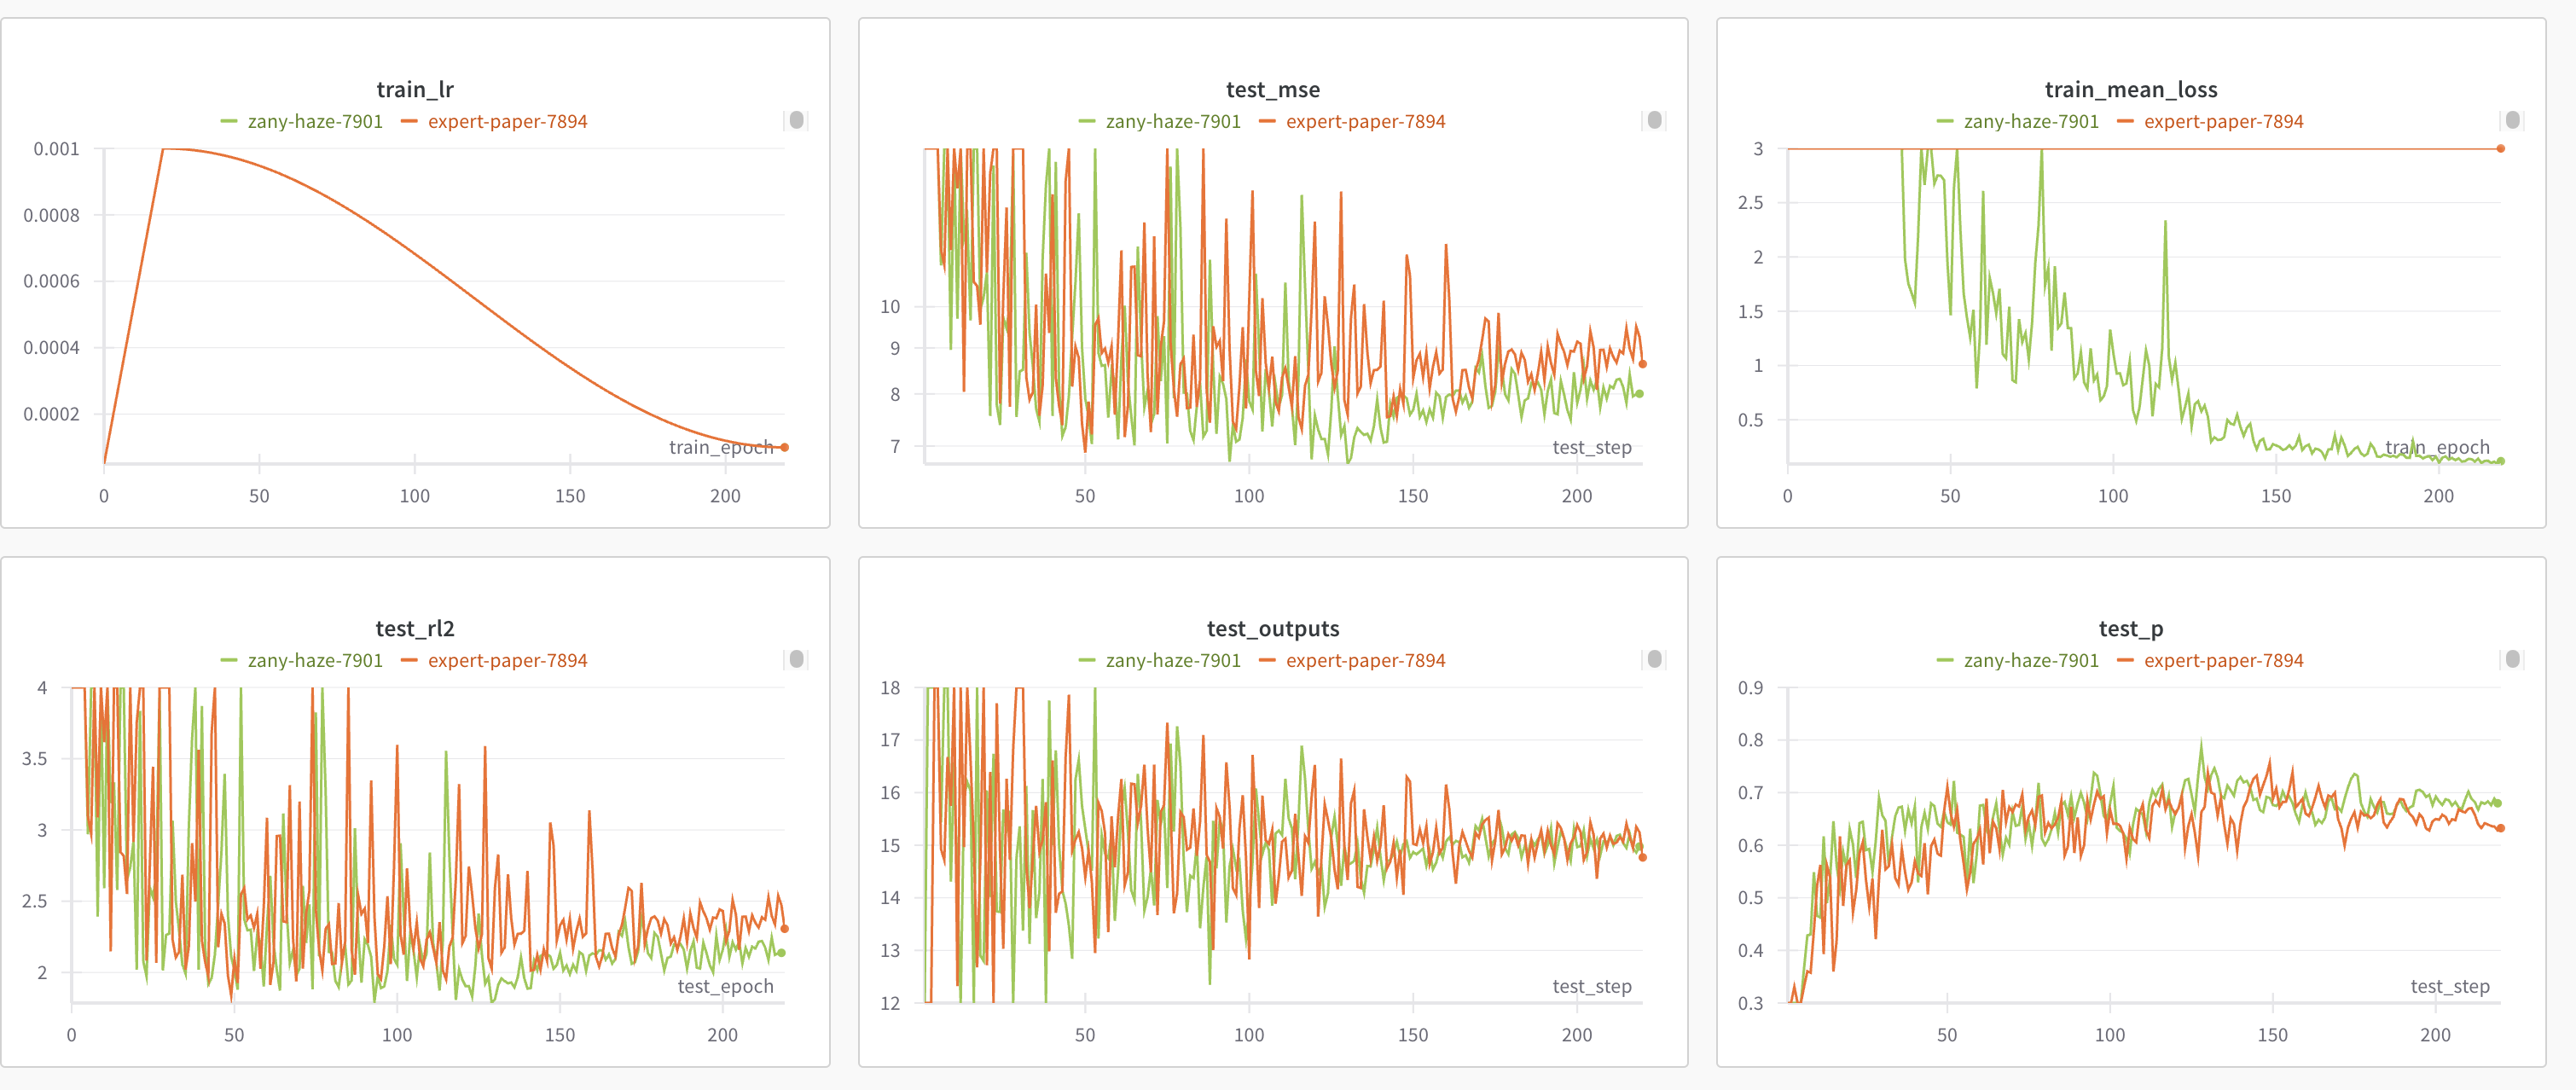 train_lr
zany-haze-7901 expert-paper-7894
0.001
0.0008
0.0006
0.0004
0.0002
train_epoch
0 50 100 150 200
test_mse
zany-haze-7901 expert-paper-7894
10
9
8
7
test_step
50 100 150 200
train_mean_loss
zany-haze-7901 expert-paper-7894
3
2.5
2
1.5
1
0.5
train_epoch
0 50 100 150 200
test_rl2
zany-haze-7901 expert-paper-7894
4
3.5
3
2.5
2
test_epoch
0 50 100 150 200
test_outputs
zany-haze-7901 expert-paper-7894
18
17
16
15
14
13
12
test_step
50 100 150 200
test_p
zany-haze-7901 expert-paper-7894
0.9
0.8
0.7
0.6
0.5
0.4
0.3
test_step
50 100 150 200